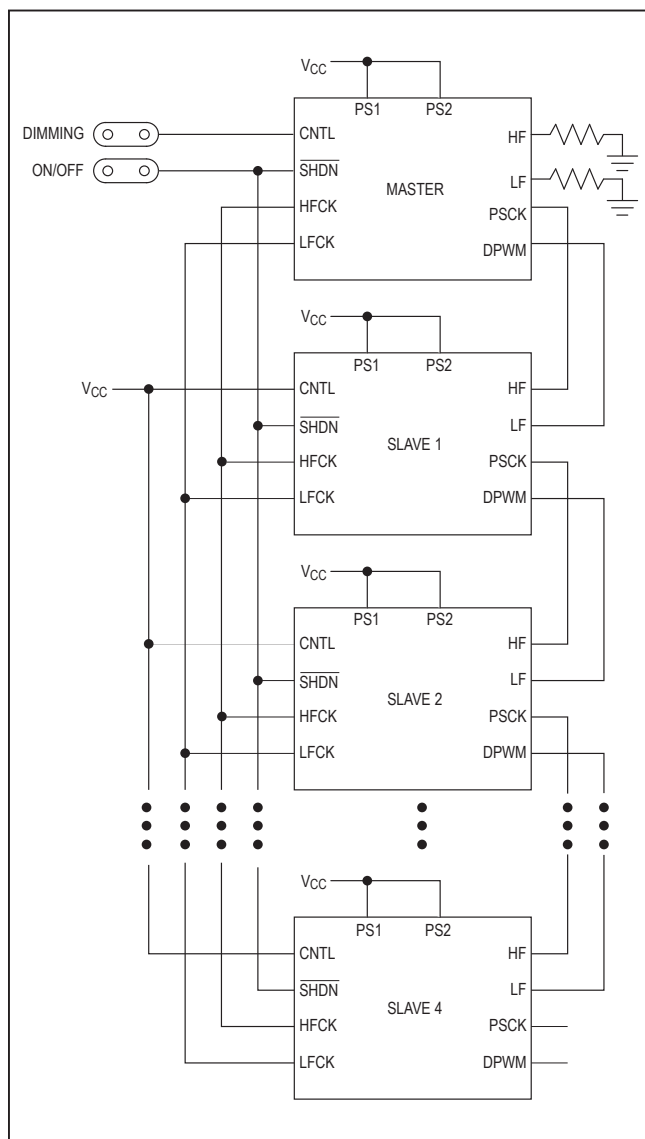 VCC
PS1 PS2
DIMMING
ON/OFF
CNTL
SHDN
HFCK
LFCK
MASTER
HF
LF
PSCK
DPWM
VCC
PS1 PS2
VCC
CNTL
SHDN
HFCK
LFCK
SLAVE 1
HF
LF
PSCK
DPWM
VCC
PS1 PS2
CNTL
SHDN
HFCK
LFCK
SLAVE 2
HF
LF
PSCK
DPWM
VCC
PS1 PS2
CNTL
SHDN
HFCK
LFCK
SLAVE 4
HF
LF
PSCK
DPWM